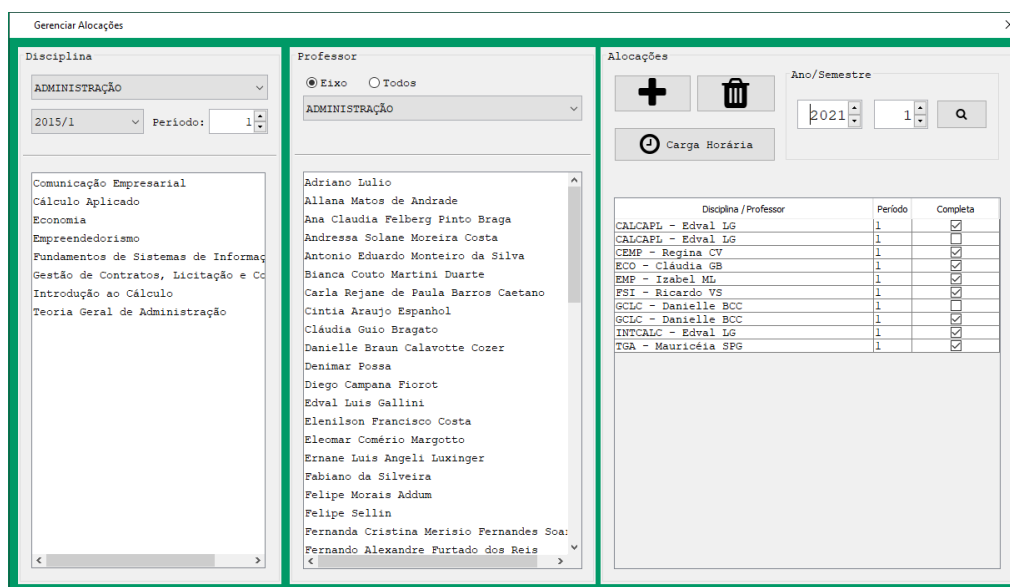 Gerenciar Alocações
Disciplina
ADMINISTRAÇÃO
2015/1 Período: 1
Comunicação Empresarial
Cálculo Aplicado
Economia
Empreendedorismo
Fundamentos de Sistemas de Informaç
Gestão de Contratos, Licitação e Co
Introdução ao Cálculo
Teoria Geral de Administração
Professor
Eixo Todos
ADMINISTRAÇÃO
Adriano Lulio
Allana Matos de Andrade
Ana Claudia Felberg Pinto Braga
Andressa Solane Moreira Costa
Antonio Eduardo Monteiro da Silva
Bianca Couto Martini Duarte
Carla Rejane de Paula Barros Caetano
Cintia Araujo Espanhol
Cláudia Guio Bragato
Danielle Braun Calavotte Cozer
Denimar Possa
Diego Campana Fiorot
Edval Luis Gallini
Elenilson Francisco Costa
Eleomar Comério Margotto
Ernane Luis Angeli Luxinger
Fabiano da Silveira
Felipe Morais Addum
Felipe Sellin
Fernanda Cristina Merisio Fernandes Soa
Fernando Alexandre Furtado dos Reis
Alocações
Ano/Semestre
2021 1
Carga Horária
Disciplina / Professor Período Completa
CALCAPL - Edval LG 1
CALCAPL - Edval LG 1
CEMP - Regina CV 1
ECO - Cláudia GB 1
EMP - Izabel ML 1
FSI - Ricardo VS 1
GCLC - Danielle BCC 1
GCLC - Danielle BCC 1
INTCALC - Edval LG 1
TGA - Mauricéia SPG 1